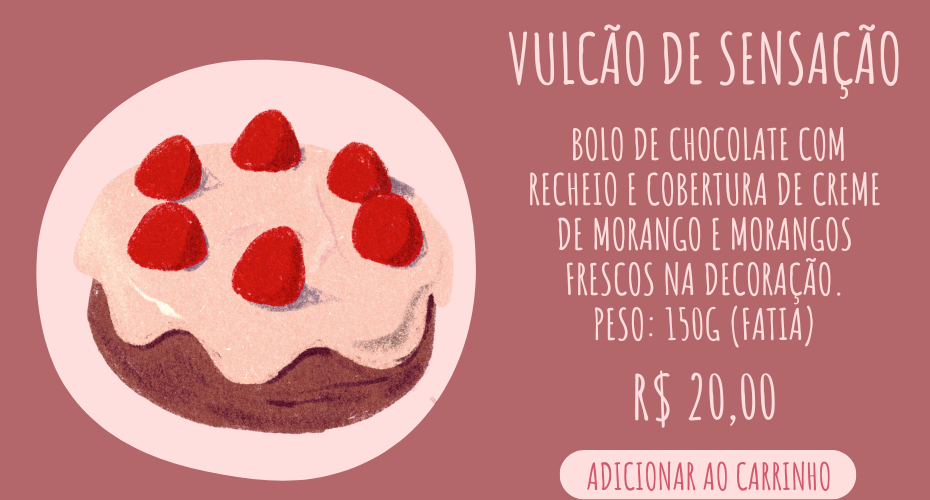 VULCÃO DE SENSAÇÃO
BOLO DE CHOCOLATE COM
RECHEIO E COBERTURA DE CREME
DE MORANGO E MORANGOS
FRESCOS NA DECORAÇÃO.
PESO: 150G (FATIA)
R$ 20,00
ADICIONAR AO CARRINHO